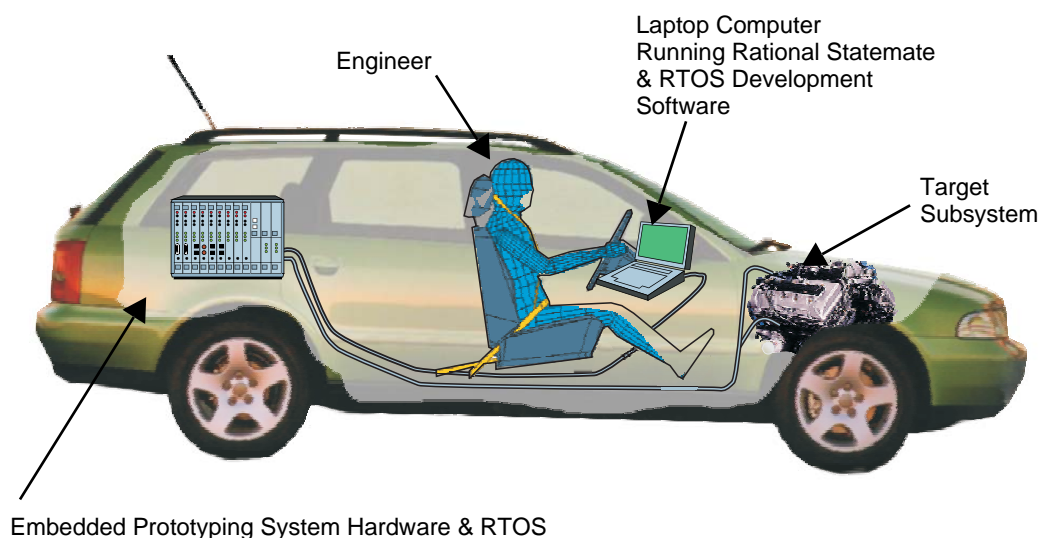 Laptop Computer
Running Rational Statemate
& RTOS Development
Software
Engineer
Target
Subsystem
Embedded Prototyping System Hardware & RTOS